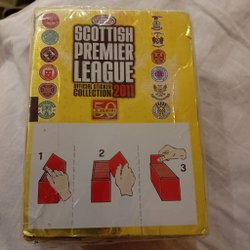 SCOTTISH
PREMIER
LEAGUE
OFFICIAL STICKER
COLLECTION 2011
50
1
2
3